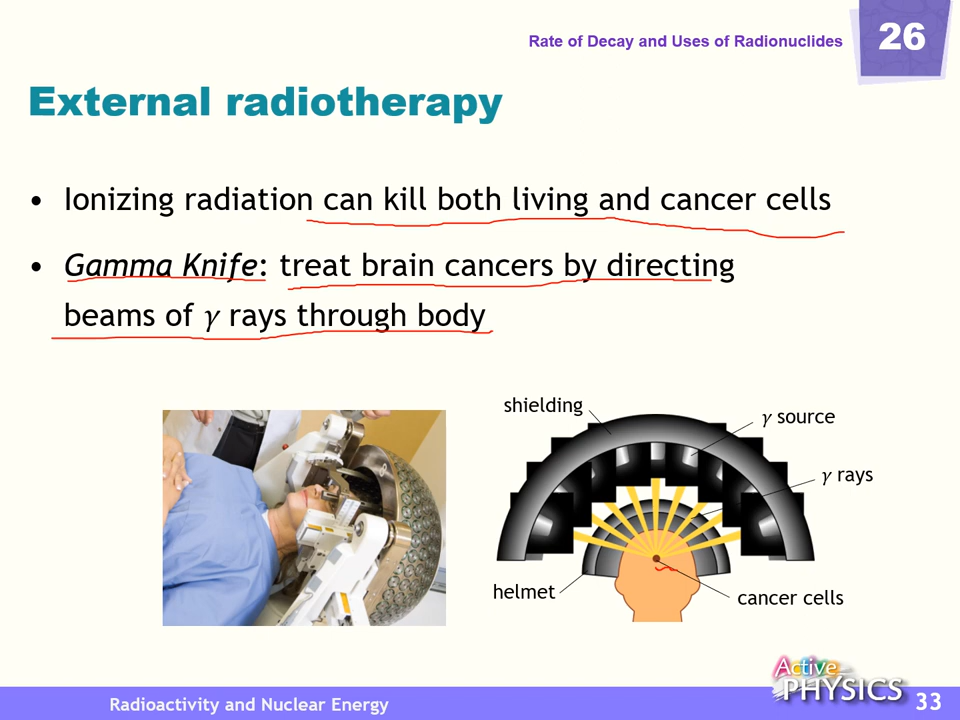 Rate of Decay and Uses of Radionuclides
26
External radiotherapy
• Ionizing radiation can kill both living and cancer cells
• Gamma Knife: treat brain cancers by directing
beams of γ rays through body
shielding
γ source
γ rays
helmet
cancer cells
Active
PHYSICS
Radioactivity and Nuclear Energy
33